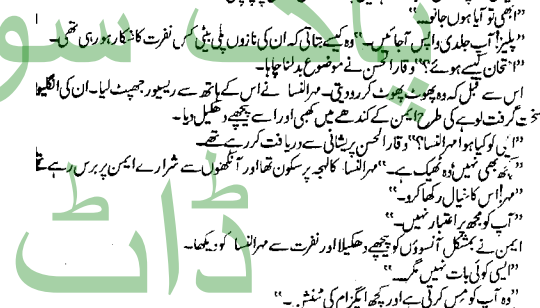 ”ابھی تو آیا ہوں جانو۔۔۔“
”پلیز! آپ جلدی واپس آجائیں۔“ وہ کیسے بتاتی کہ ان کی نازوں پلی بیٹی کس نفرت کا شکار ہو رہی تھی۔
”امتحان کیسے ہوئے؟“ وقار الحسن نے موضوع بدلنا چاہا۔
اس سے قبل کہ وہ پھوٹ پھوٹ کر رو دیتی۔ مہرالنسا نے اس کے ہاتھ سے ریسیور جھپٹ لیا۔ ان کی
سخت گرفت لوہے کی طرح ایمن کے کندھے میں کھبی اور اسے پیچھے دھکیل دیا۔
کیا ہوا مہرالنسا؟“ وقار الحسن پریشانی سے دریافت کر رہے تھے۔
”کچھ بھی نہیں، وہ ٹھیک ہے۔“ مہرالنسا کا لہجہ پرسکون تھا اور آنکھوں سے شرارے ایمن پر برس رہے تھے
”مہر! اس کا خیال رکھا کرو۔“
”آپ کو مجھ پر اعتبار نہیں۔“
ایمن نے بمشکل آنسوؤں کو پیچھے دھکیلا اور نفرت سے مہرالنسا کو دیکھا۔
”ایسی کوئی بات نہیں مگر۔۔۔“
”وہ آپ کو مس کرتی ہے اور کچھ ایگزام کی ٹینشن۔۔“
پاک سو
ڈاٹ